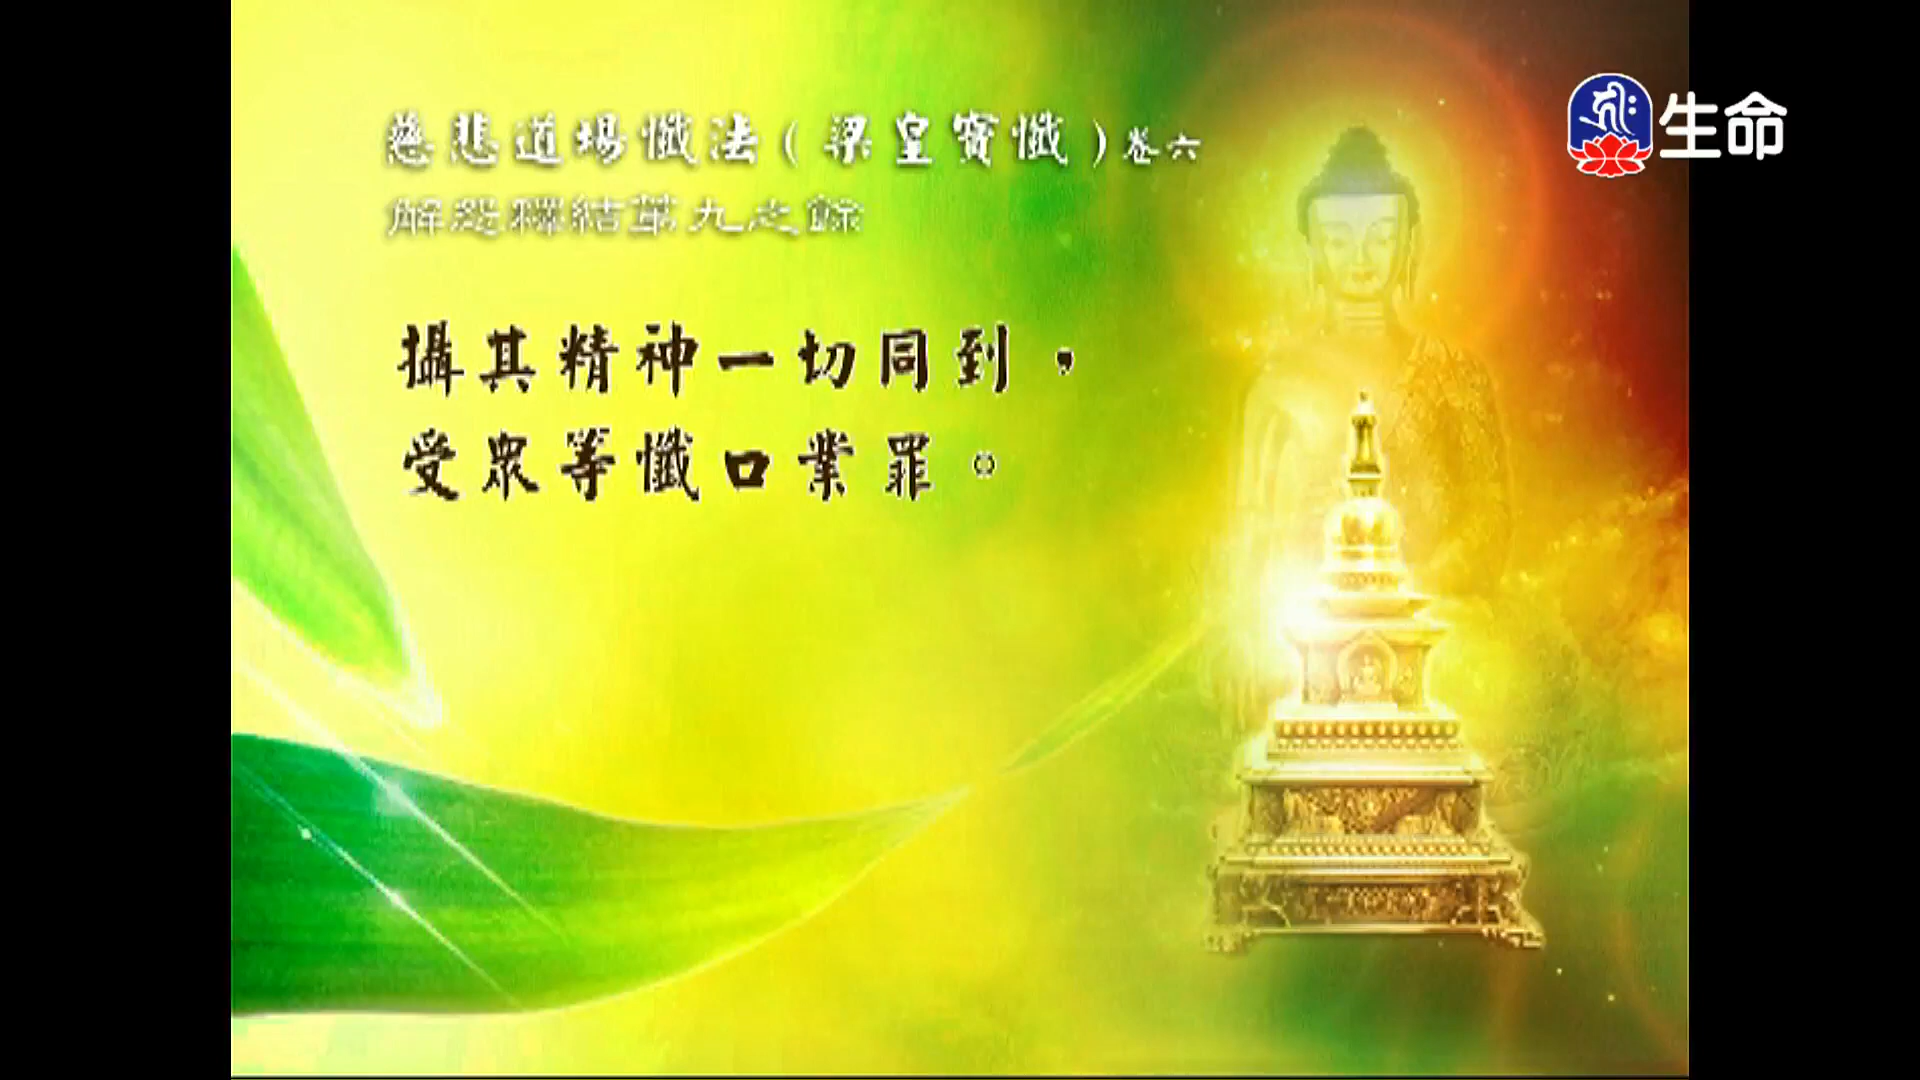 慈悲道場懺法(梁皇寶懺)卷六
解怨釋結第九之餘
攝其精神一切同到，
受眾等懺口業罪。
生命